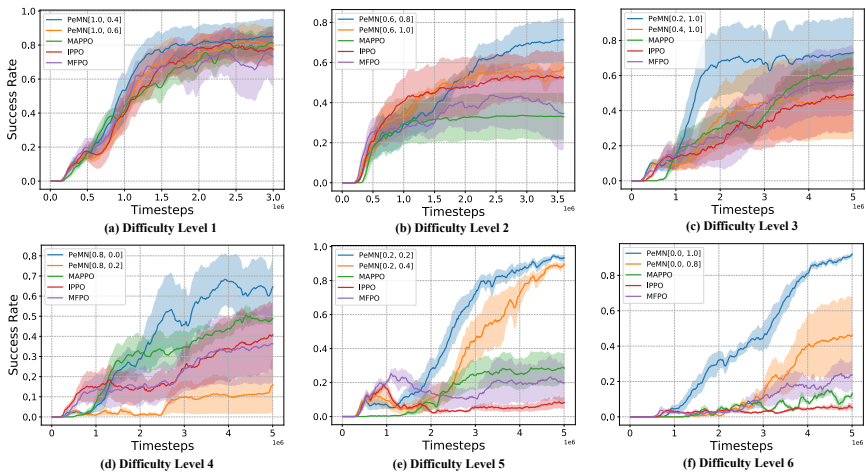 PeMN[1.0, 0.4]
PeMN[1.0, 0.6]
MAPPO
IPPO
MFPO
Success Rate
0.8
0.6
0.4
0.2
0.0
0.0 0.5 1.0 1.5 2.0 2.5 3.0
1e6
Timesteps
(a) Difficulty Level 1
PeMN[0.6, 0.8]
PeMN[0.6, 1.0]
MAPPO
IPPO
MFPO
0.8
0.6
0.4
0.2
0.0
0.0 0.5 1.0 1.5 2.0 2.5 3.0 3.5
1e6
Timesteps
(b) Difficulty Level 2
PeMN[0.2, 1.0]
PeMN[0.4, 1.0]
MAPPO
IPPO
MFPO
0.8
0.6
0.4
0.2
0.0
0 1 2 3 4 5
1e6
Timesteps
(c) Difficulty Level 3
PeMN[0.8, 0.0]
PeMN[0.8, 0.2]
MAPPO
IPPO
MFPO
Success Rate
0.8
0.7
0.6
0.5
0.4
0.3
0.2
0.1
0.0
0 1 2 3 4 5
1e6
Timesteps
(d) Difficulty Level 4
PeMN[0.2, 0.2]
PeMN[0.2, 0.4]
MAPPO
IPPO
MFPO
1.0
0.8
0.6
0.4
0.2
0.0
0 1 2 3 4 5
1e6
Timesteps
(e) Difficulty Level 5
PeMN[0.0, 1.0]
PeMN[0.0, 0.8]
MAPPO
IPPO
MFPO
0.8
0.6
0.4
0.2
0.0
0 1 2 3 4 5
1e6
Timesteps
(f) Difficulty Level 6